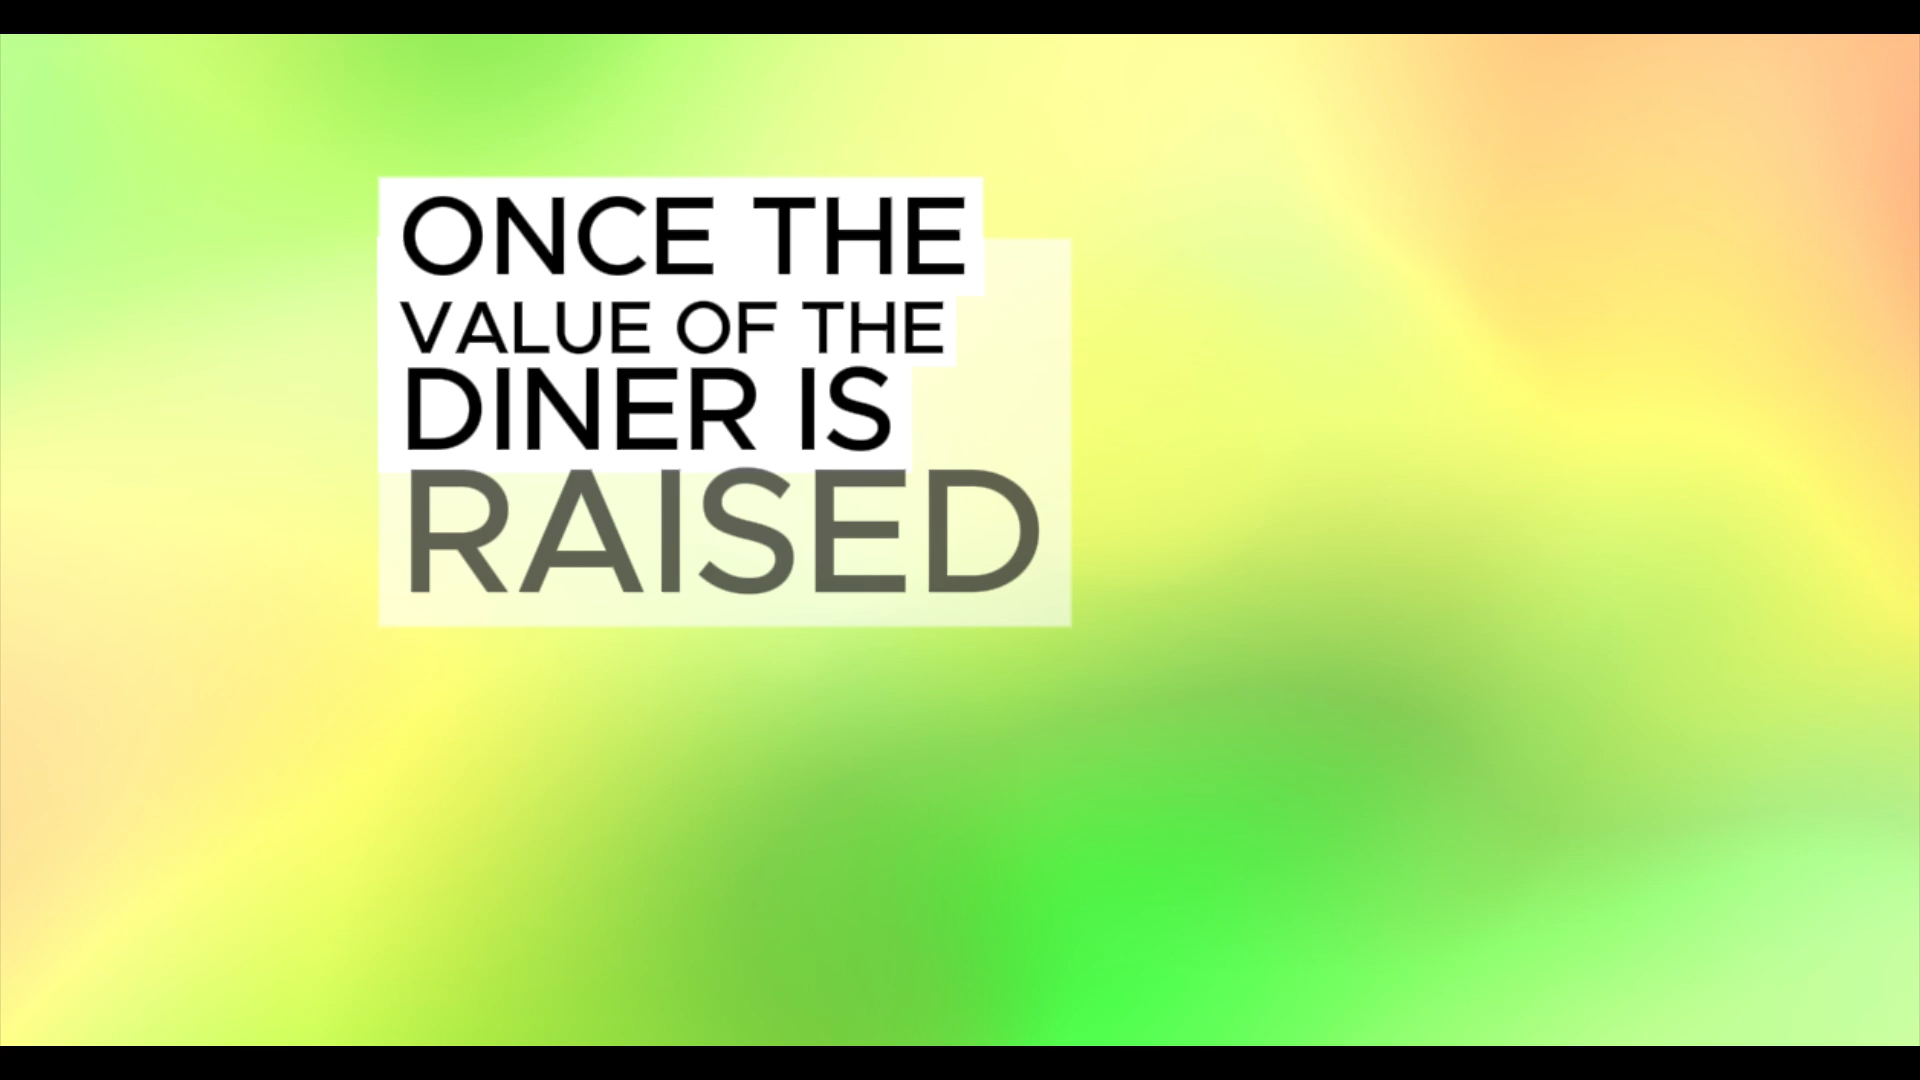 ONCE THE
VALUE OF THE
DINER IS
RAISED